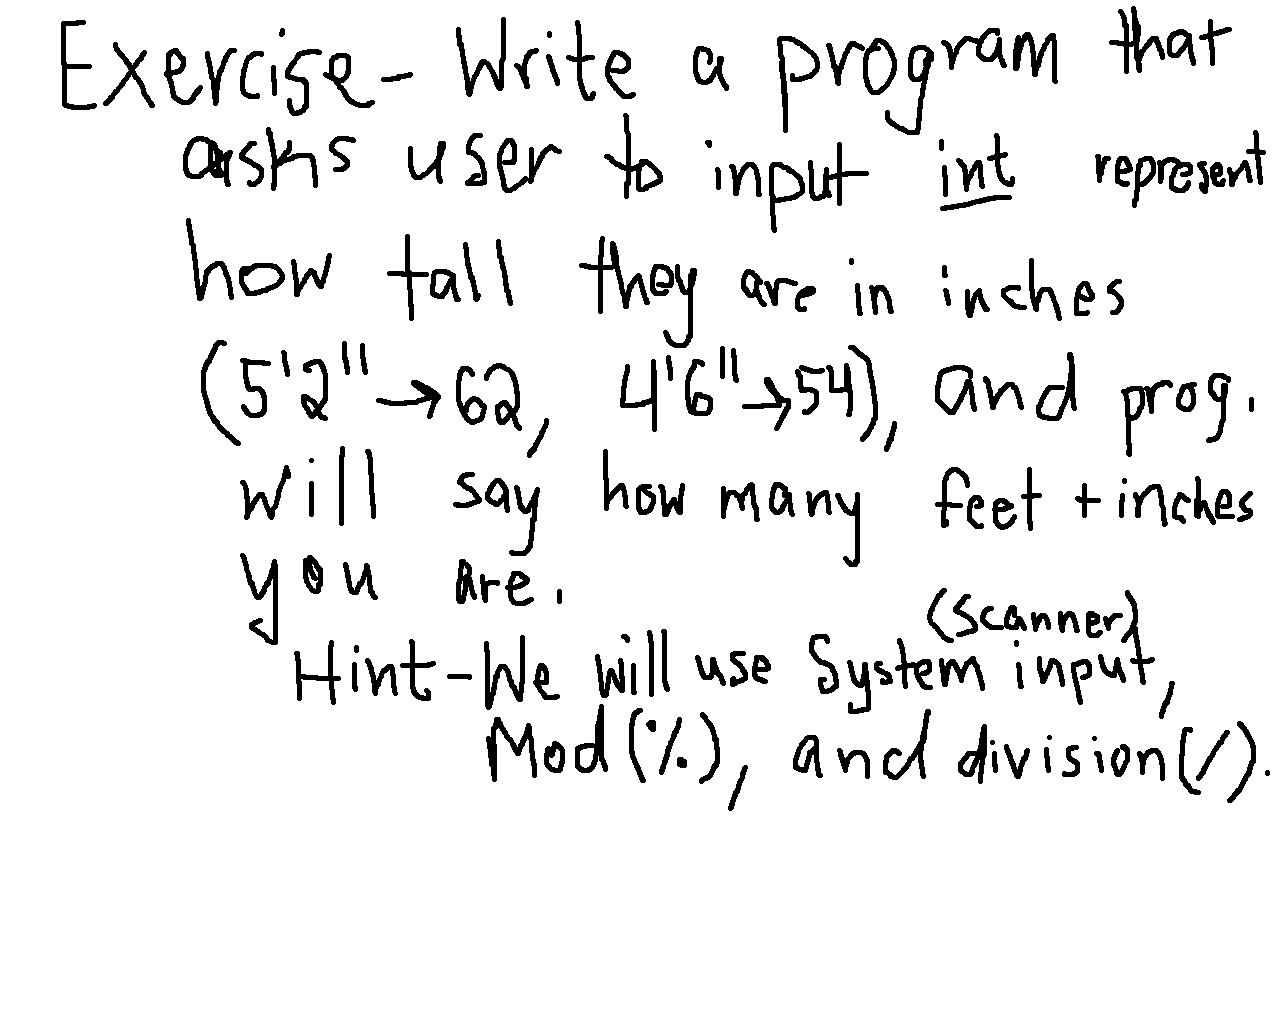 Exercise- Write a program that
asks user to input int represent
how tall they are in inches
(5'2"→62, 4'6"→54), and prog.
will say how many feet + inches
you are.
(scanner)
Hint-We will use System input,
Mod(%), and division(/).